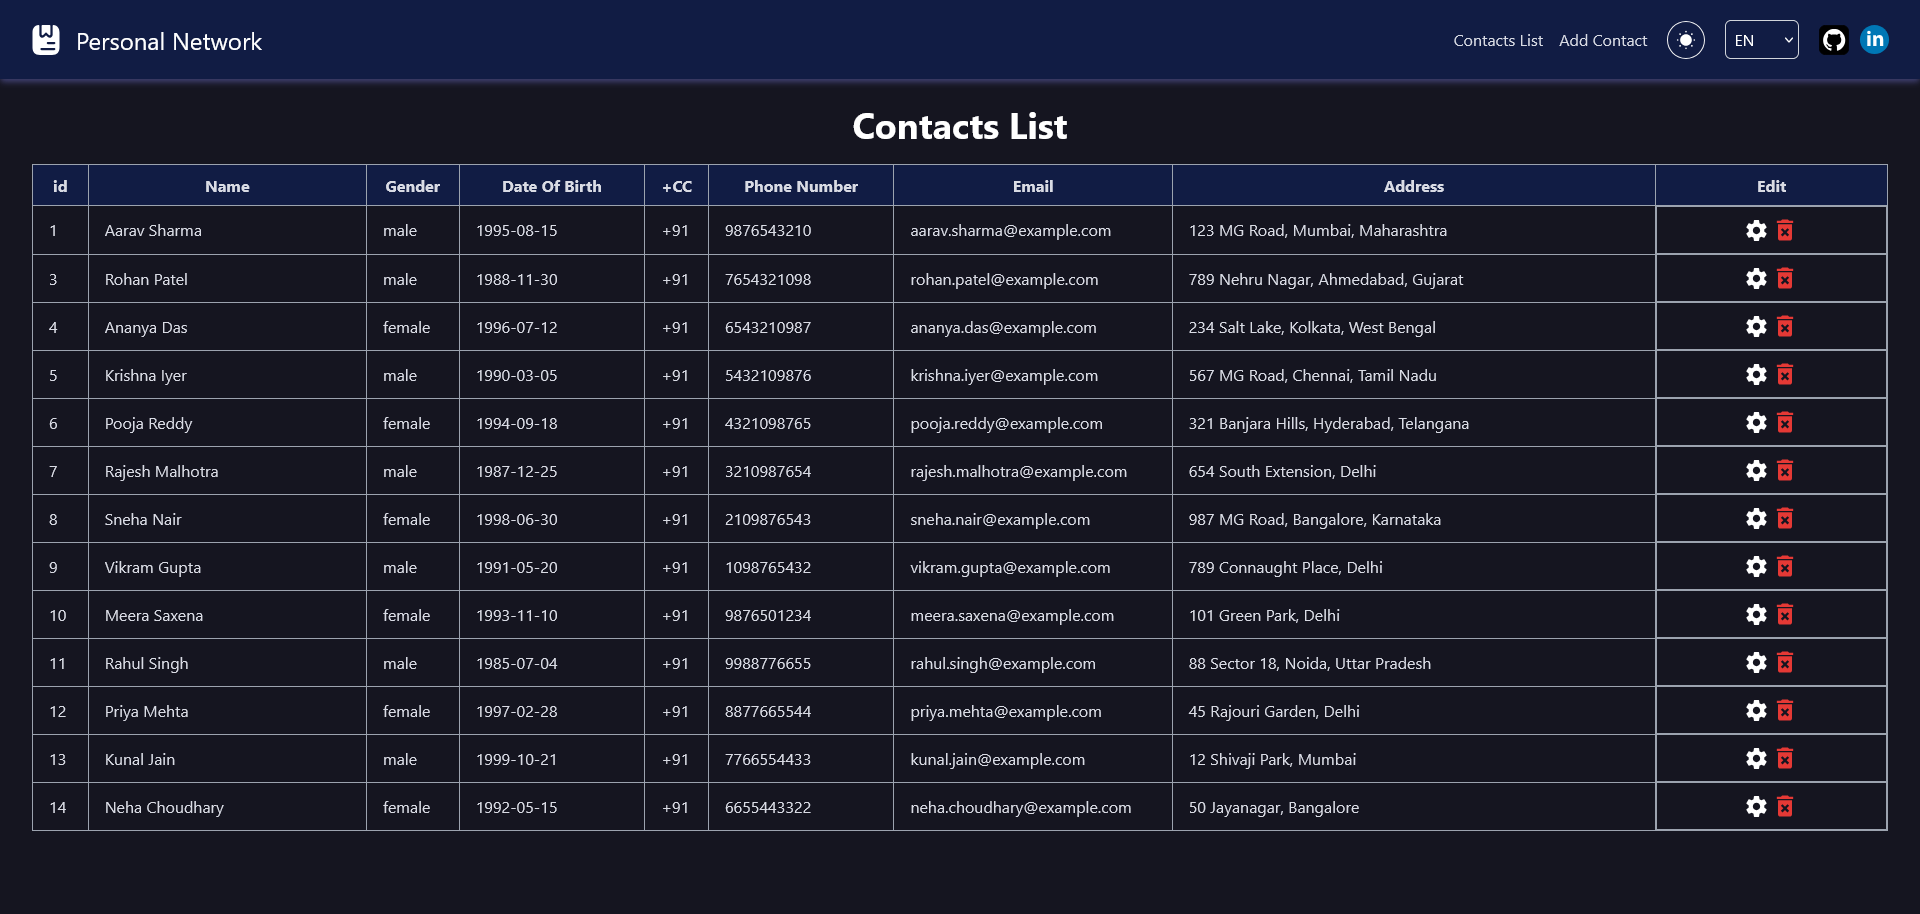 Personal Network
Contacts List Add Contact EN in
Contacts List
id Name Gender Date Of Birth +CC Phone Number Email Address Edit
1 Aarav Sharma male 1995-08-15 +91 9876543210 aarav.sharma@example.com 123 MG Road, Mumbai, Maharashtra
3 Rohan Patel male 1988-11-30 +91 7654321098 rohan.patel@example.com 789 Nehru Nagar, Ahmedabad, Gujarat
4 Ananya Das female 1996-07-12 +91 6543210987 ananya.das@example.com 234 Salt Lake, Kolkata, West Bengal
5 Krishna Iyer male 1990-03-05 +91 5432109876 krishna.iyer@example.com 567 MG Road, Chennai, Tamil Nadu
6 Pooja Reddy female 1994-09-18 +91 4321098765 pooja.reddy@example.com 321 Banjara Hills, Hyderabad, Telangana
7 Rajesh Malhotra male 1987-12-25 +91 3210987654 rajesh.malhotra@example.com 654 South Extension, Delhi
8 Sneha Nair female 1998-06-30 +91 2109876543 sneha.nair@example.com 987 MG Road, Bangalore, Karnataka
9 Vikram Gupta male 1991-05-20 +91 1098765432 vikram.gupta@example.com 789 Connaught Place, Delhi
10 Meera Saxena female 1993-11-10 +91 9876501234 meera.saxena@example.com 101 Green Park, Delhi
11 Rahul Singh male 1985-07-04 +91 9988776655 rahul.singh@example.com 88 Sector 18, Noida, Uttar Pradesh
12 Priya Mehta female 1997-02-28 +91 8877665544 priya.mehta@example.com 45 Rajouri Garden, Delhi
13 Kunal Jain male 1999-10-21 +91 7766554433 kunal.jain@example.com 12 Shivaji Park, Mumbai
14 Neha Choudhary female 1992-05-15 +91 6655443322 neha.choudhary@example.com 50 Jayanagar, Bangalore